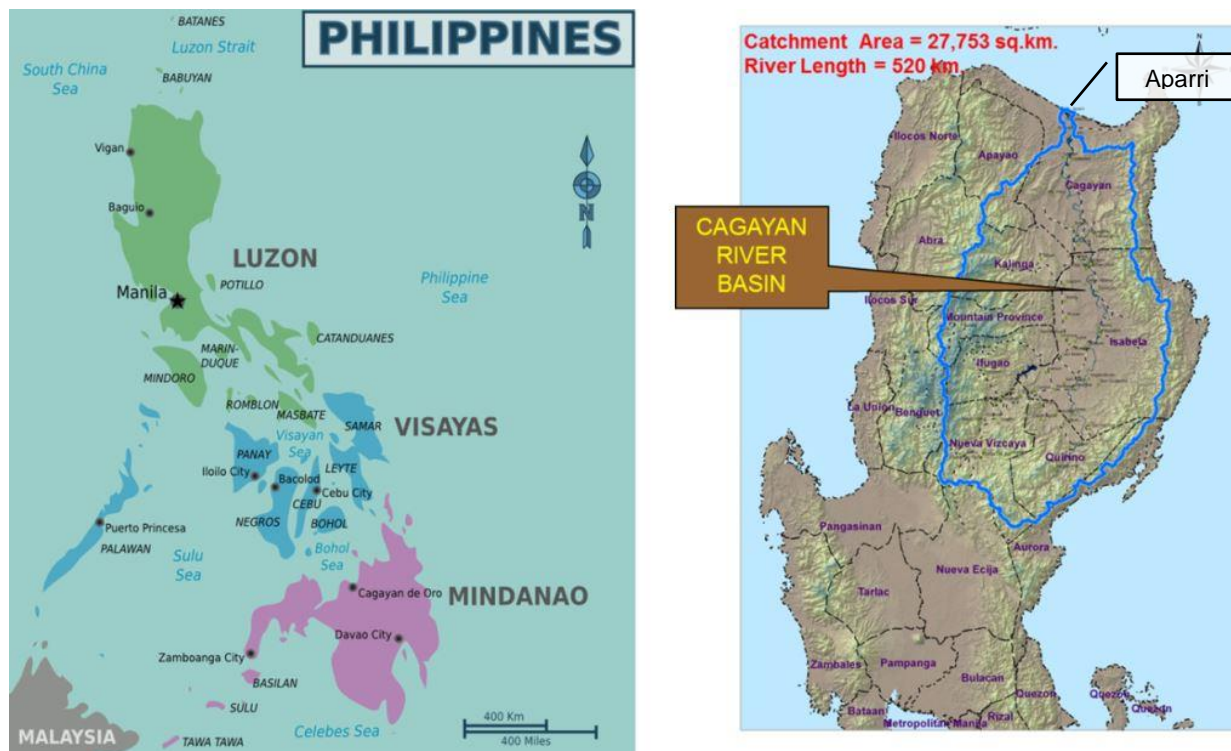 PHILIPPINES
BATANES
Luzon Strait
South China
Sea
BABUYAN
Vigan
Baguio
N
LUZON
POTILLO
Manila
Philippine
Sea
CATANDUANES
MARIN-
DUQUE
MINDORO
ROMBLON
MASBATE
Visayan
Sea
SAMAR
VISAYAS
PANAY
Iloilo City
LEYTE
Bacolod
Cebu City
CEBU
NEGROS
BOHOL
Puerto Princesa
PALAWAN
Sulu
Sea
Bohol
Sea
Cagayan de Oro
MINDANAO
Davao City
Zamboanga City
BASILAN
SULU
Celebes Sea
400 Km
400 Miles
MALAYSIA
TAWA TAWA
Catchment Area = 27,753 sq.km.
River Length = 520 km.
N
Aparri
Ilocos Norte
Apayao
Cagayan
CAGAYAN
RIVER
BASIN
Abra
Kalinga
Ilocos Sur
Mountain Province
Isabela
Ifugao
La Union
Benguet
Nueva Vizcaya
Quirino
Pangasinan
Aurora
Nueva Ecija
Tarlac
Zambales
Pampanga
Bulacan
Bataan
Metropolitan Manila
Rizal
Quezon
Quezon
Quezon